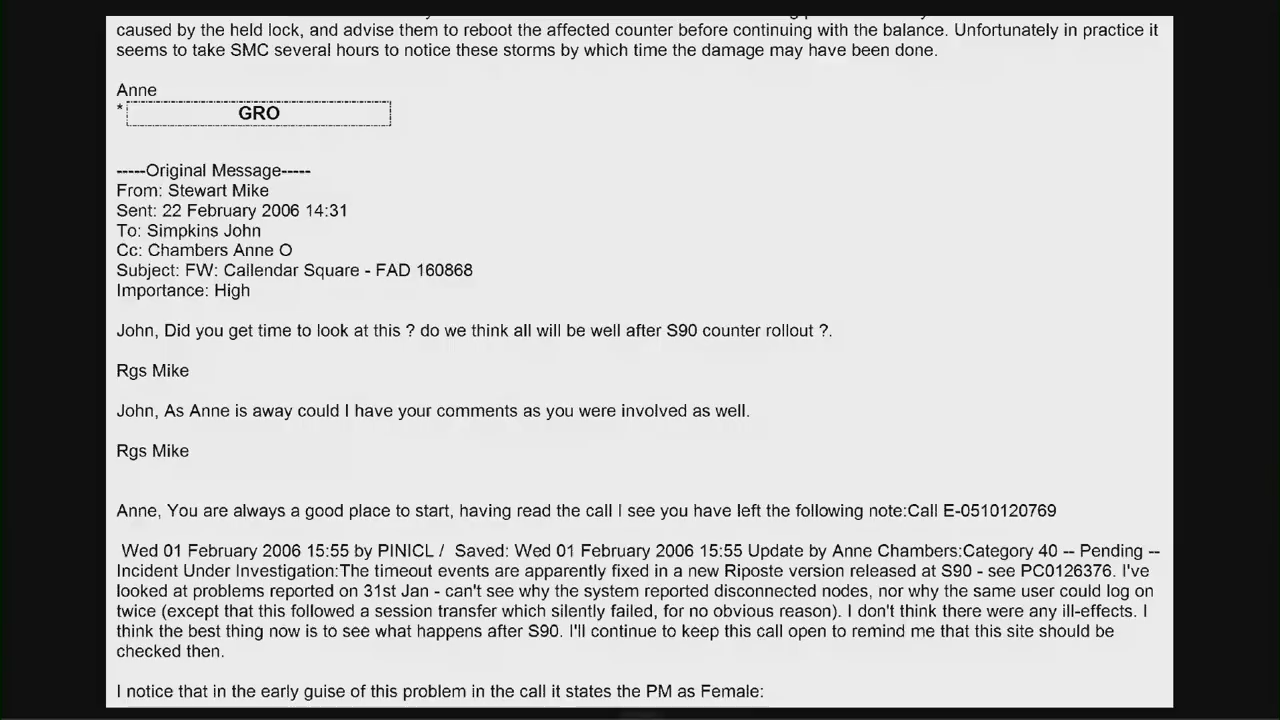 caused by the held lock, and advise them to reboot the affected counter before continuing with the balance. Unfortunately in practice it
seems to take SMC several hours to notice these storms by which time the damage may have been done.
Anne
*
GRO
-----Original Message-----
From: Stewart Mike
Sent: 22 February 2006 14:31
To: Simpkins John
Cc: Chambers Anne O
Subject: FW: Callendar Square - FAD 160868
Importance: High
John, Did you get time to look at this ? do we think all will be well after S90 counter rollout ?.
Rgs Mike
John, As Anne is away could I have your comments as you were involved as well.
Rgs Mike
Anne, You are always a good place to start, having read the call I see you have left the following note:Call E-0510120769
Wed 01 February 2006 15:55 by PINICL / Saved: Wed 01 February 2006 15:55 Update by Anne Chambers:Category 40 -- Pending --
Incident Under Investigation:The timeout events are apparently fixed in a new Riposte version released at S90 - see PC0126376. I've
looked at problems reported on 31st Jan - can't see why the system reported disconnected nodes, nor why the same user could log on
twice (except that this followed a session transfer which silently failed, for no obvious reason). I don't think there were any ill-effects. I
think the best thing now is to see what happens after S90. I'll continue to keep this call open to remind me that this site should be
checked then.
I notice that in the early guise of this problem in the call it states the PM as Female: